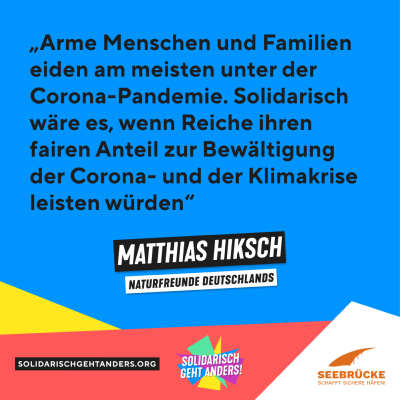 „Arme Menschen und Familien
eiden am meisten unter der
Corona-Pandemie. Solidarisch
wäre es, wenn Reiche ihren
fairen Anteil zur Bewältigung
der Corona- und der Klimakrise
leisten würden“
MATTHIAS HIKSCH
NATURFREUNDE DEUTSCHLANDS
SOLIDARISCHGEHTANDERS.ORG
SOLIDARISCH
GEHT ANDERS!
SEEBRÜCKE
SCHAFFT SICHERE HÄFEN!